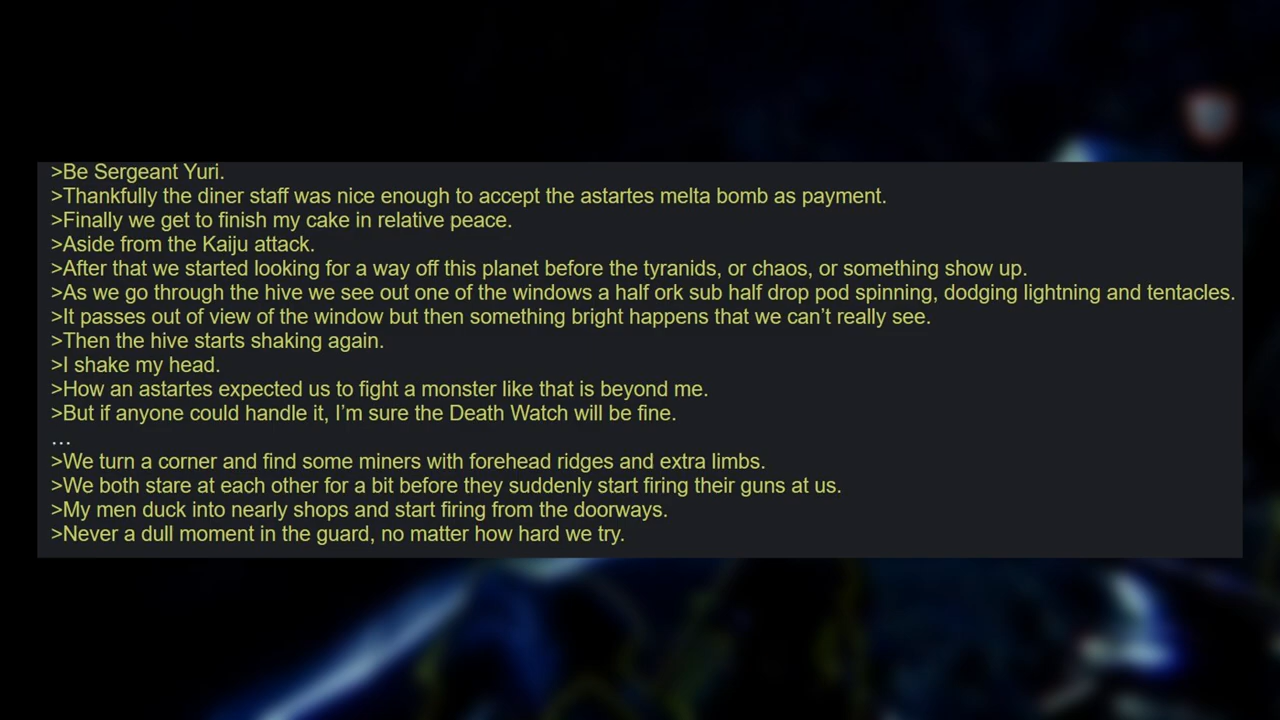 >Be Sergeant Yuri.
>Thankfully the diner staff was nice enough to accept the astartes melta bomb as payment.
>Finally we get to finish my cake in relative peace.
>Aside from the Kaiju attack.
>After that we started looking for a way off this planet before the tyranids, or chaos, or something show up.
>As we go through the hive we see out one of the windows a half ork sub half drop pod spinning, dodging lightning and tentacles.
>It passes out of view of the window but then something bright happens that we can’t really see.
>Then the hive starts shaking again.
>I shake my head.
>How an astartes expected us to fight a monster like that is beyond me.
>But if anyone could handle it, I’m sure the Death Watch will be fine.
…
>We turn a corner and find some miners with forehead ridges and extra limbs.
>We both stare at each other for a bit before they suddenly start firing their guns at us.
>My men duck into nearly shops and start firing from the doorways.
>Never a dull moment in the guard, no matter how hard we try.